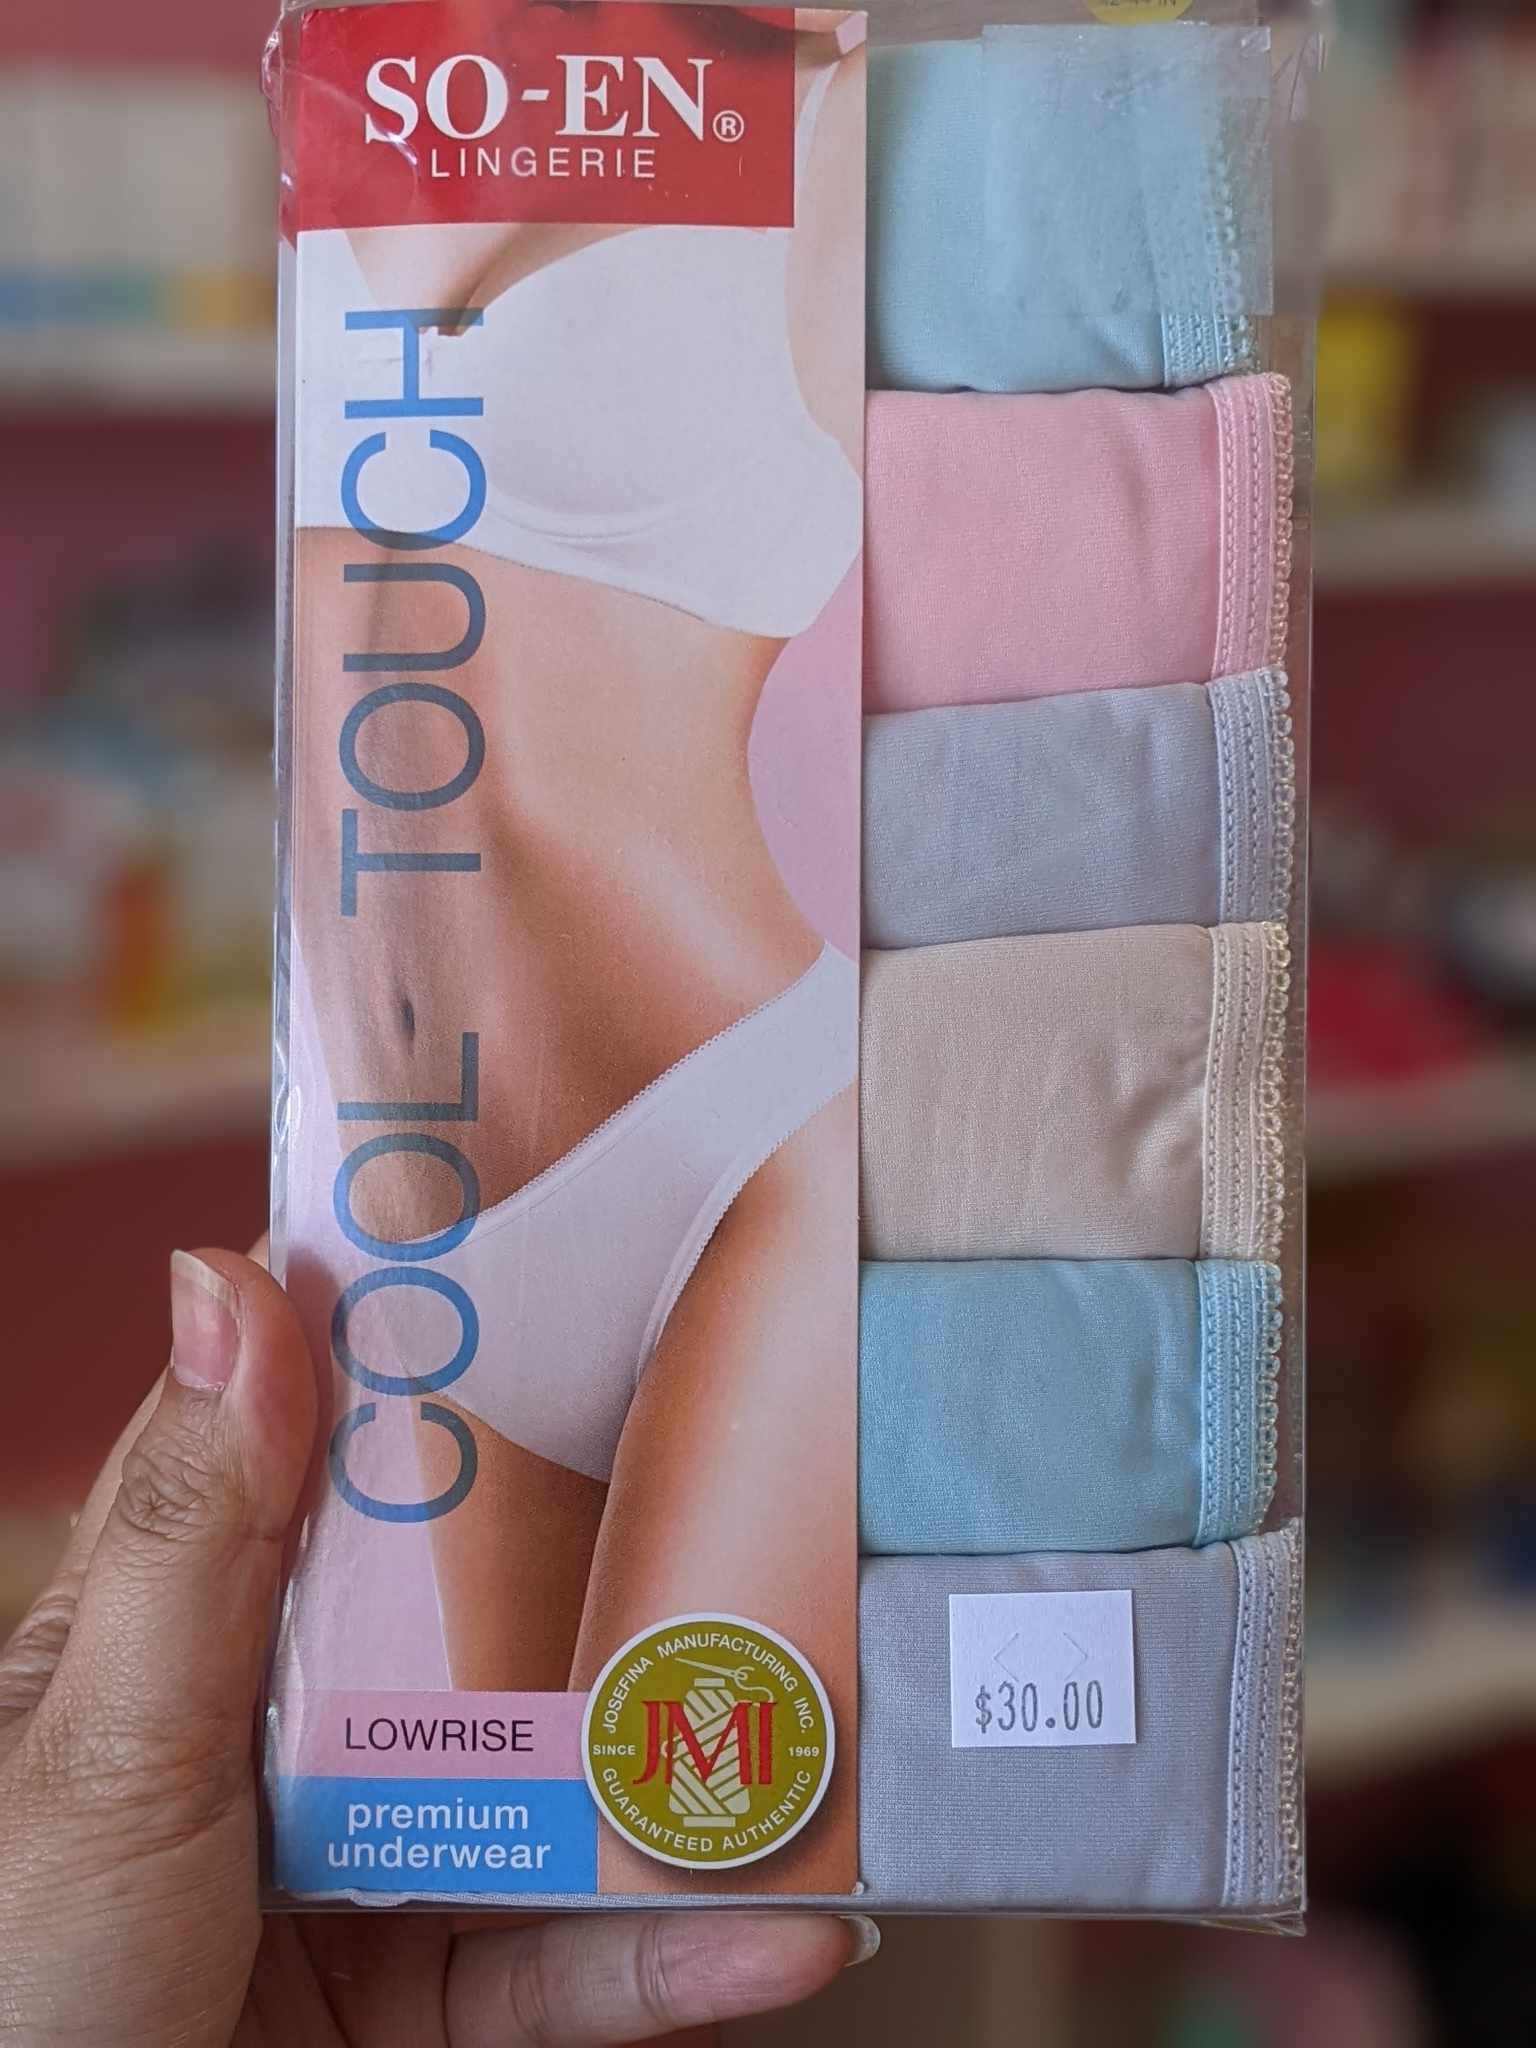 SO-EN®
LINGERIE
COOL - TOUCH
LOWRISE
premium
underwear
JOSEFINA MANUFACTURING INC.
SINCE 1969
JMI
GUARANTEED AUTHENTIC
$30.00